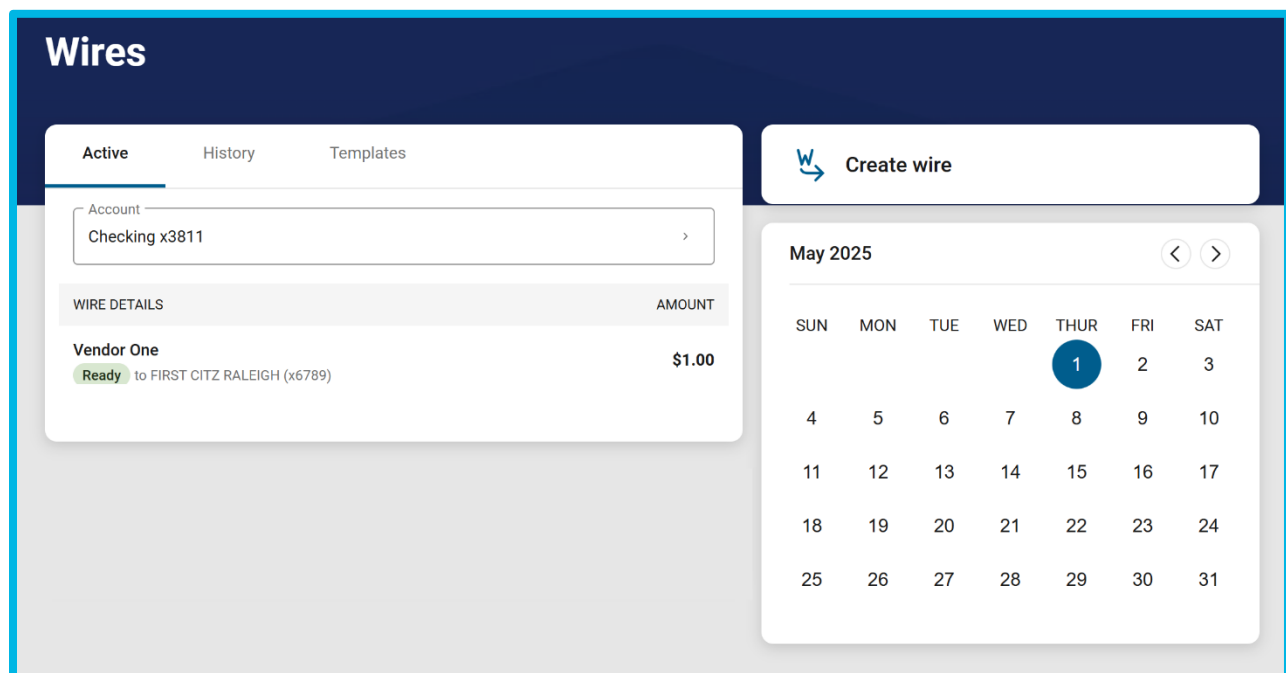 Wires
Active History Templates
Account
Checking x3811
WIRE DETAILS AMOUNT
Vendor One
$1.00
Ready to FIRST CITZ RALEIGH (x6789)
Create wire
May 2025
SUN MON TUE WED THUR FRI SAT
1 2 3
4 5 6 7 8 9 10
11 12 13 14 15 16 17
18 19 20 21 22 23 24
25 26 27 28 29 30 31